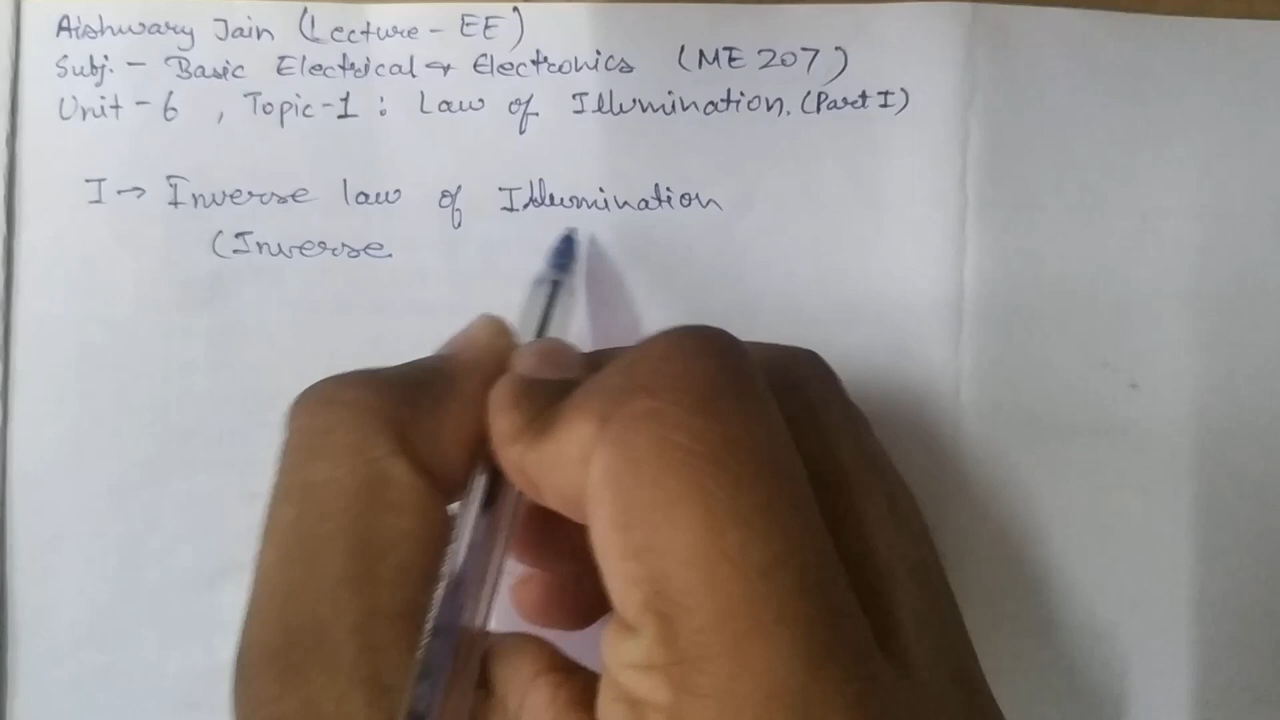 Aishwary Jain (Lecture - EE)
Subj. - Basic Electrical & Electronics (ME 207)
Unit - 6 , Topic-1 : Law of Illumination. (Part I)
I → Inverse law of Illumination
(Inverse